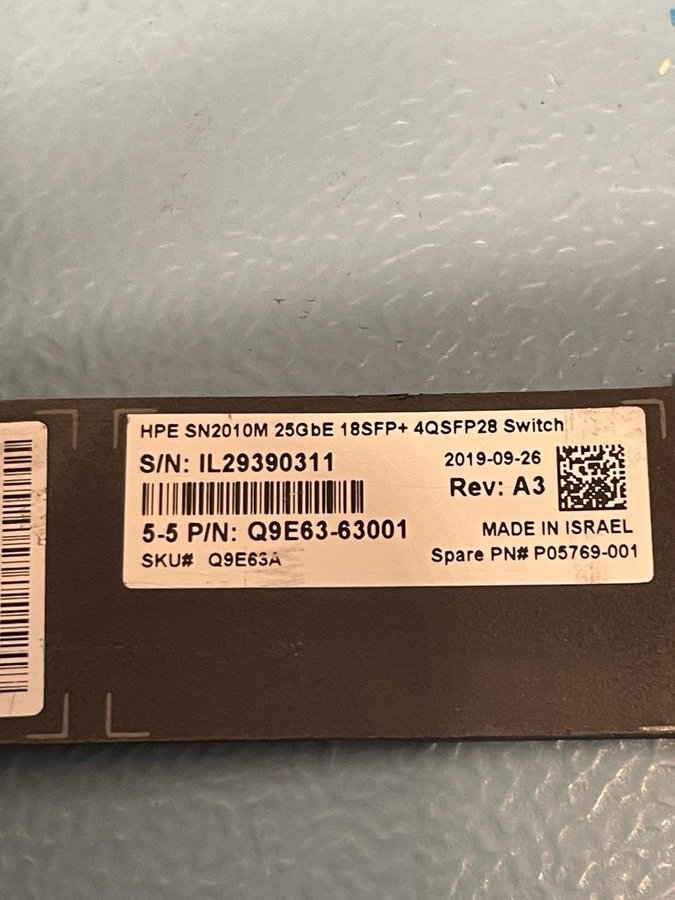 HPE SN2010M 25GbE 18SFP+ 4QSFP28 Switch
S/N: IL29390311
2019-09-26
Rev: A3
5-5 P/N: Q9E63-63001
MADE IN ISRAEL
SKU# Q9E63A
Spare PN# P05769-001